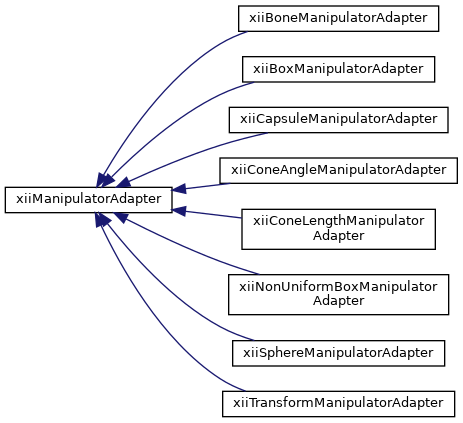 xiiBoneManipulatorAdapter
xiiBoxManipulatorAdapter
xiiCapsuleManipulatorAdapter
xiiConeAngleManipulatorAdapter
xiiManipulatorAdapter
xiiConeLengthManipulator
Adapter
xiiNonUniformBoxManipulator
Adapter
xiiSphereManipulatorAdapter
xiiTransformManipulatorAdapter